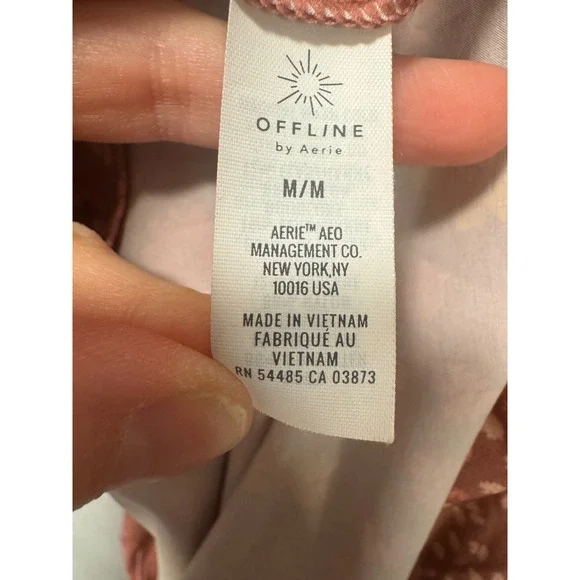 OFFLINE
by Aerie
M/M
AERIE™ AEO
MANAGEMENT CO.
NEW YORK,NY
10016 USA
MADE IN VIETNAM
FABRIQUÉ AU
VIETNAM
RN 54485 CA 03873